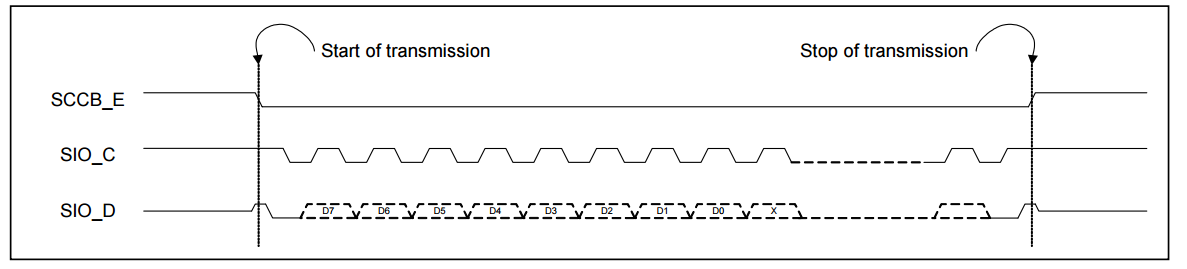 Start of transmission
Stop of transmission
SCCB_E
SIO_C
SIO_D
D7 D6 D5 D4 D3 D2 D1 D0 X